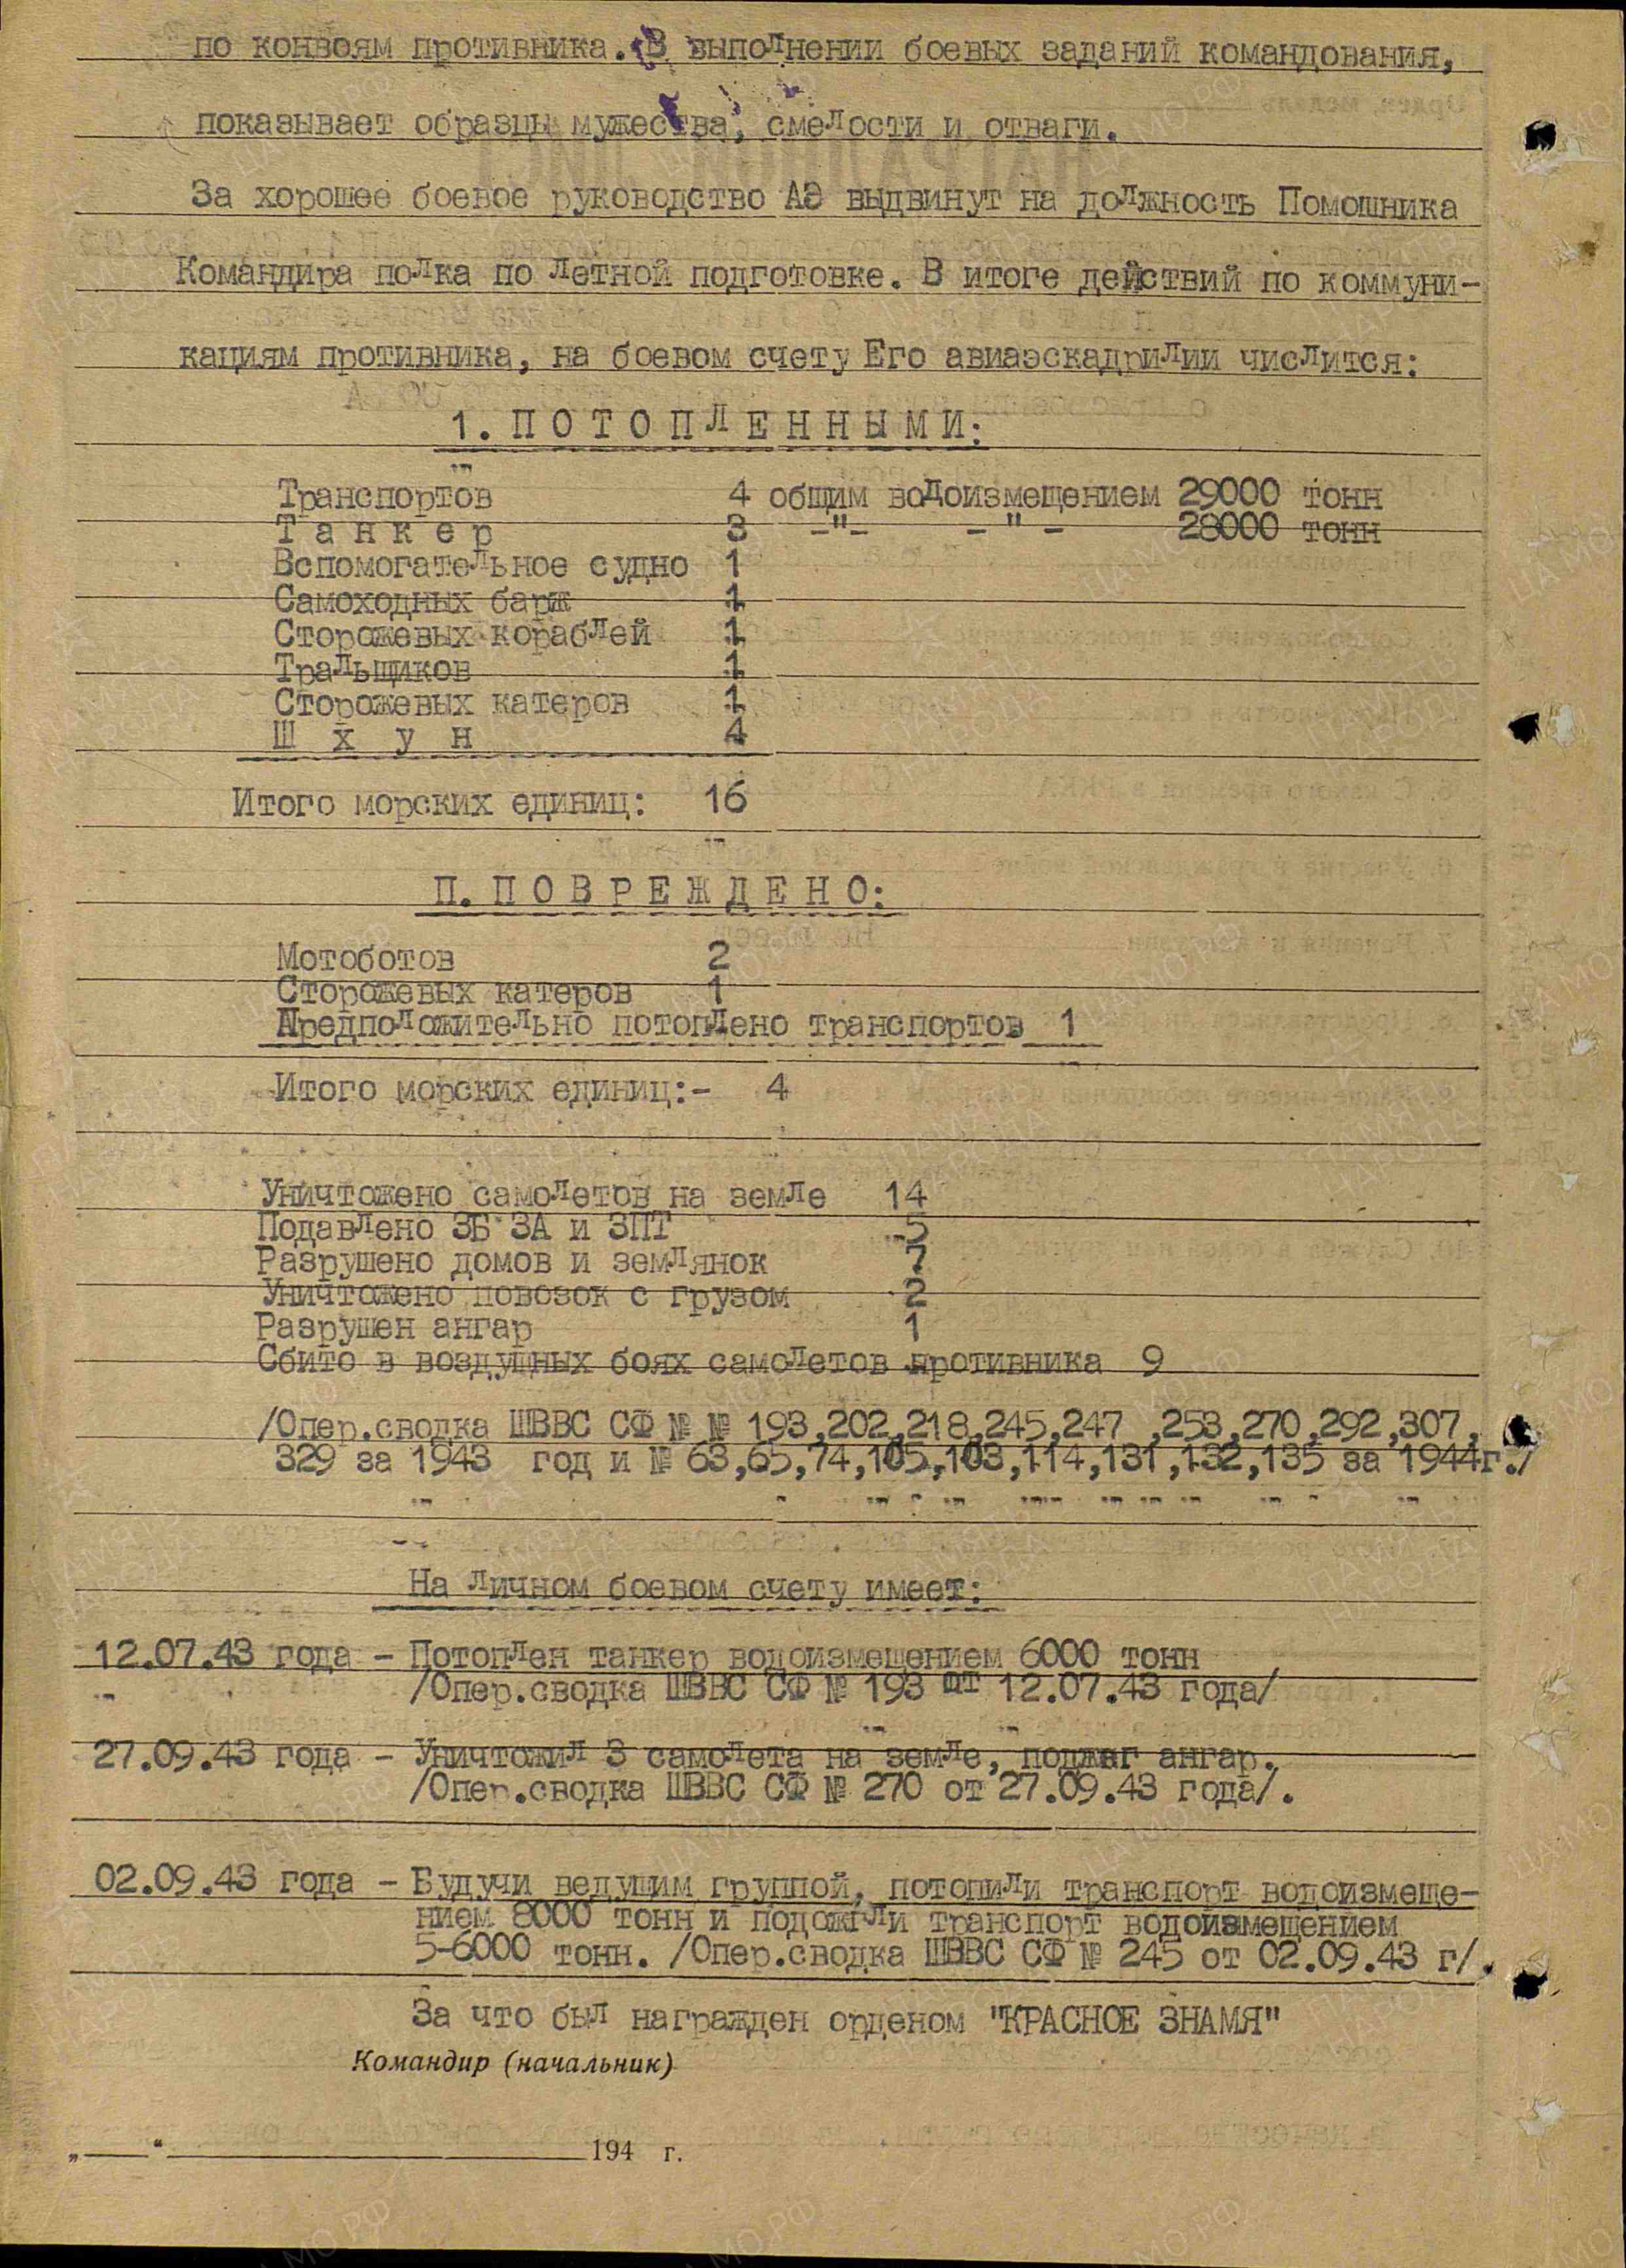 по конвоям противника. В выполнении боевых заданий командования,
показывает образцы мужества, смелости и отваги.
За хорошее боевое руководство АЭ выдвинут на должность Помошника
Командира полка по летной подготовке. В итоге действий по коммуни-
кациям противника, на боевом счету Его авиаэскадрилии числится:
1. ПОТОПЛЕННЫМИ:
Транспортов 4 общим водоизмещением 29000 тонн
Танкер 3 -"- -"- 28000 тонн
Вспомогательное судно 1
Самоходных барж 1
Сторожевых кораблей 1
Тральщиков 1
Сторожевых катеров 1
Шхун 4
Итого морских единиц: 16
П. ПОВРЕЖДЕНО:
Мотоботов 2
Сторожевых катеров 1
Предположительно потоплено транспортов 1
Итого морских единиц:- 4
Уничтожено самолетов на земле 14
Подавлено ЗБ ЗА и ЗПТ 5
Разрушено домов и землянок 7
Уничтожено повозок с грузом 2
Разрушен ангар 1
Сбито в воздушных боях самолетов противника 9
/Опер.сводка ШВВС СФ № № 193,202,218,245,247 ,253,270,292,307,
329 за 1943 год и № 63,65,74,105,103,114,131,132,135 за 1944г./
На личном боевом счету имеет:
12.07.43 года - Потоплен танкер водоизмещением 6000 тонн
/Опер.сводка ШВВС СФ № 193 от 12.07.43 года/
27.09.43 года - Уничтожил 3 самолета на земле, поджег ангар.
/Опер.сводка ШВВС СФ № 270 от 27.09.43 года/.
02.09.43 года - Будучи ведущим группой, потопили транспорт водоизмеще-
нием 8000 тонн и подожгли транспорт водоизмещением
5-6000 тонн. /Опер.сводка ШВВС СФ № 245 от 02.09.43 г/.
За что был награжден орденом "КРАСНОЕ ЗНАМЯ"
Командир (начальник)
„ “ 194 г.